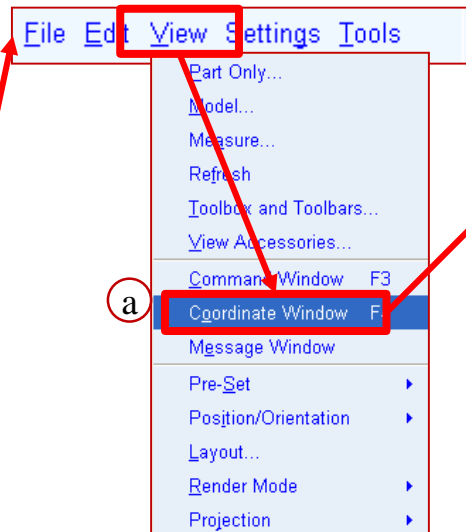 File Edit View Settings Tools
Part Only...
Model...
Measure...
Refresh
Toolbox and Toolbars...
View Accessories...
Command Window F3
a
Coordinate Window
Message Window
Pre-Set
Position/Orientation
Layout...
Render Mode
Projection